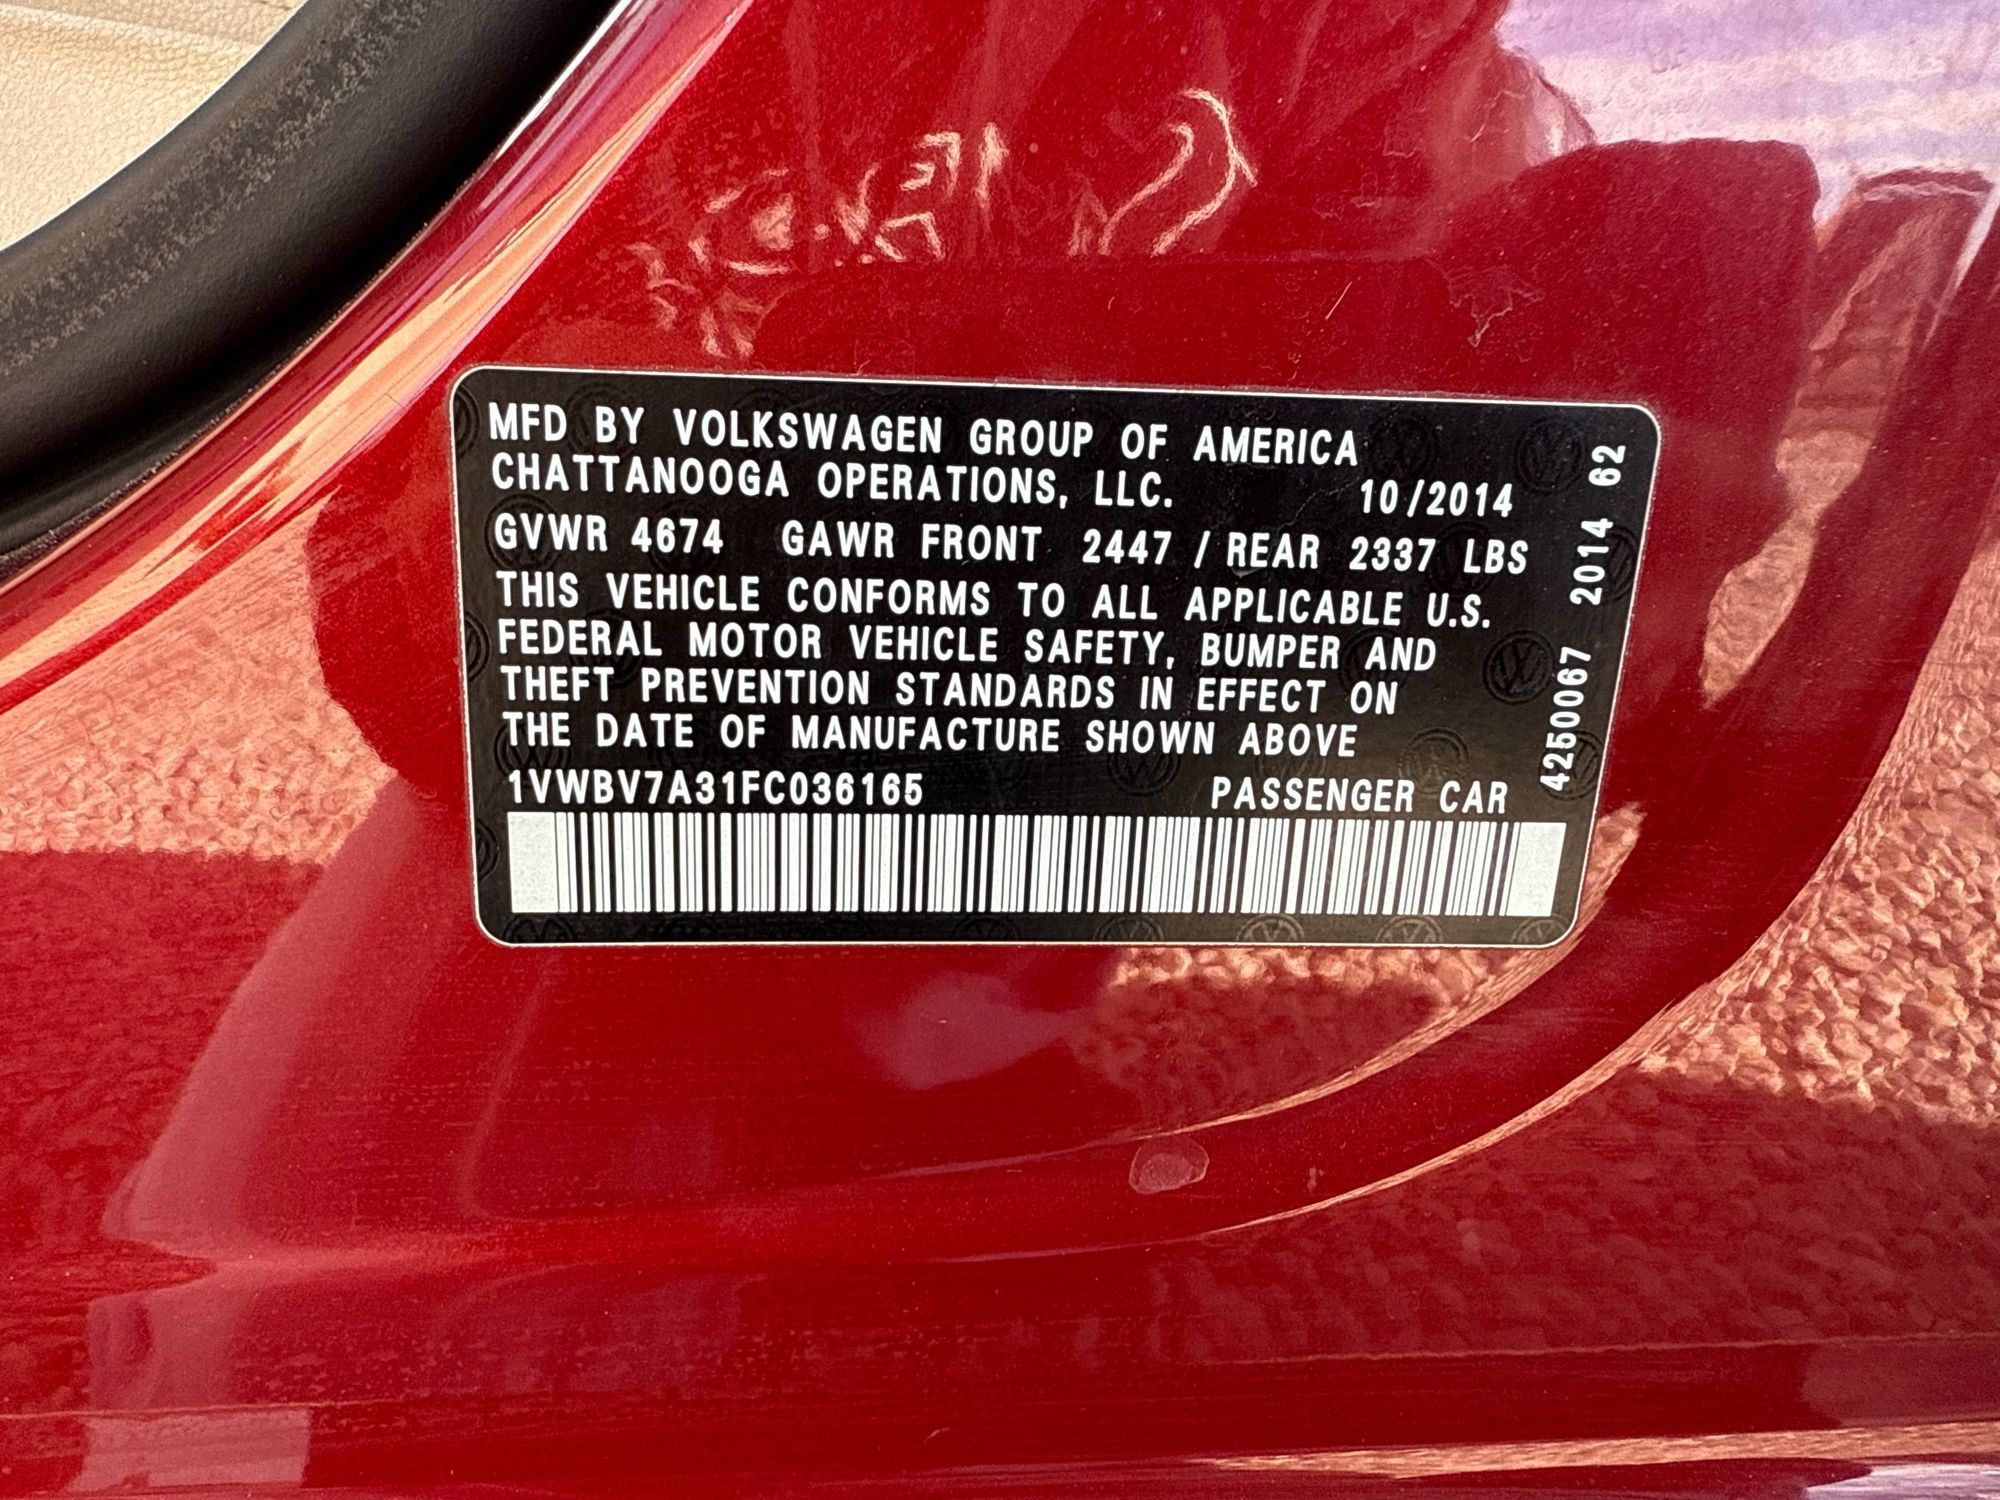 MFD BY VOLKSWAGEN GROUP OF AMERICA
CHATTANOOGA OPERATIONS, LLC. 10/2014
GVWR 4674 GAWR FRONT 2447 / REAR 2337 LBS
THIS VEHICLE CONFORMS TO ALL APPLICABLE U.S.
FEDERAL MOTOR VEHICLE SAFETY, BUMPER AND
THEFT PREVENTION STANDARDS IN EFFECT ON
THE DATE OF MANUFACTURE SHOWN ABOVE
1VWBV7A31FC036165 PASSENGER CAR
4250067 2014 62